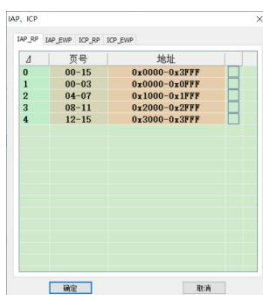 IAP、ICP
IAP_RP IAP_EWP ICP_RP ICP_EWP
页号 地址
0 00-15 0x0000-0x3FFF
1 00-03 0x0000-0x0FFF
2 04-07 0x1000-0x1FFF
3 08-11 0x2000-0x2FFF
4 12-15 0x3000-0x3FFF
确定 取消